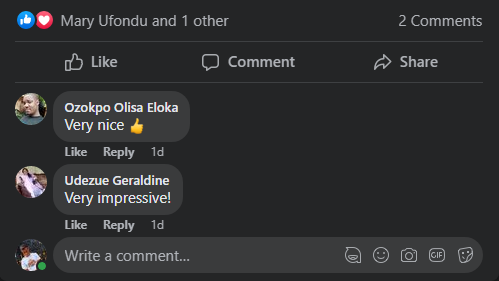 Mary Ufondu and 1 other 2 Comments
Like Comment Share
Ozokpo Olisa Eloka
Very nice 👍
Like Reply 1d
Udezue Geraldine
Very impressive!
Like Reply 1d
Write a comment... GIF